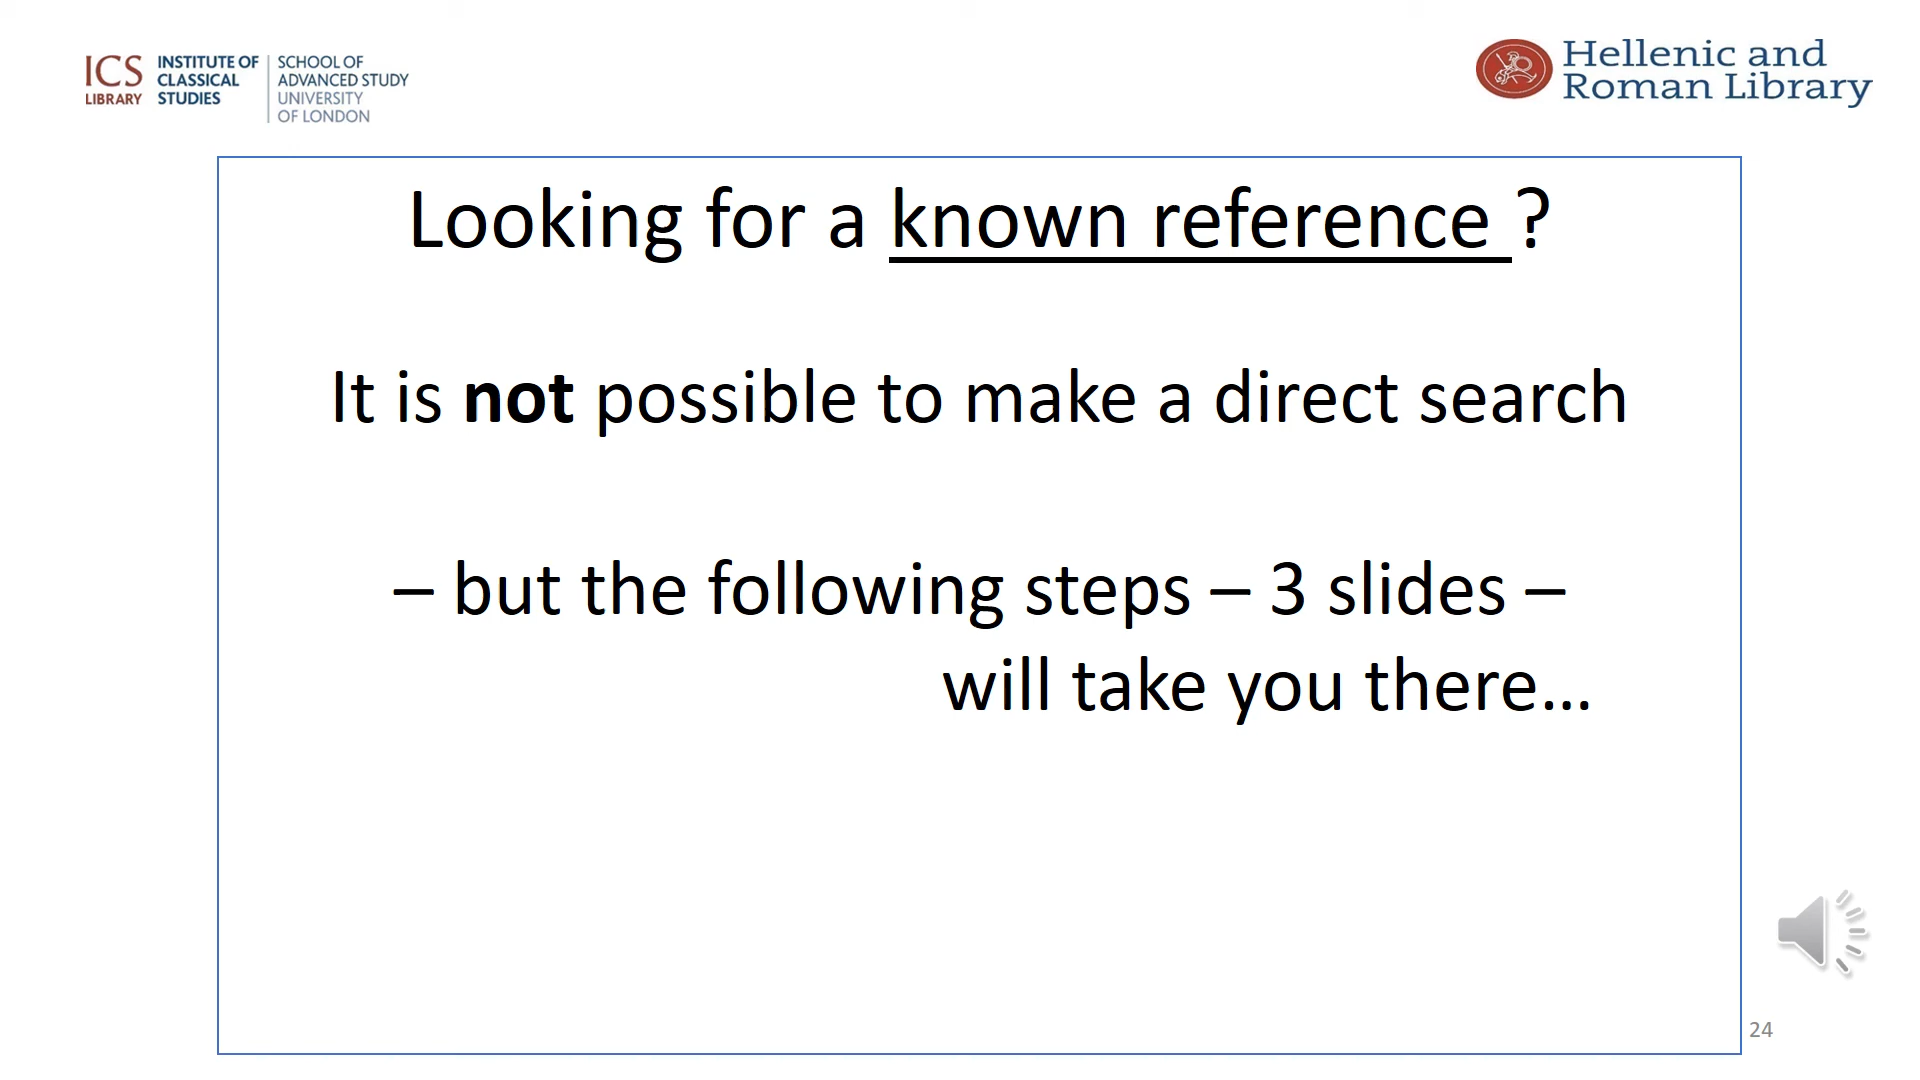 ICS
LIBRARY
INSTITUTE OF
CLASSICAL
STUDIES
SCHOOL OF
ADVANCED STUDY
UNIVERSITY
OF LONDON
Hellenic and
Roman Library
Looking for a known reference ?
It is not possible to make a direct search
– but the following steps – 3 slides –
will take you there...
24